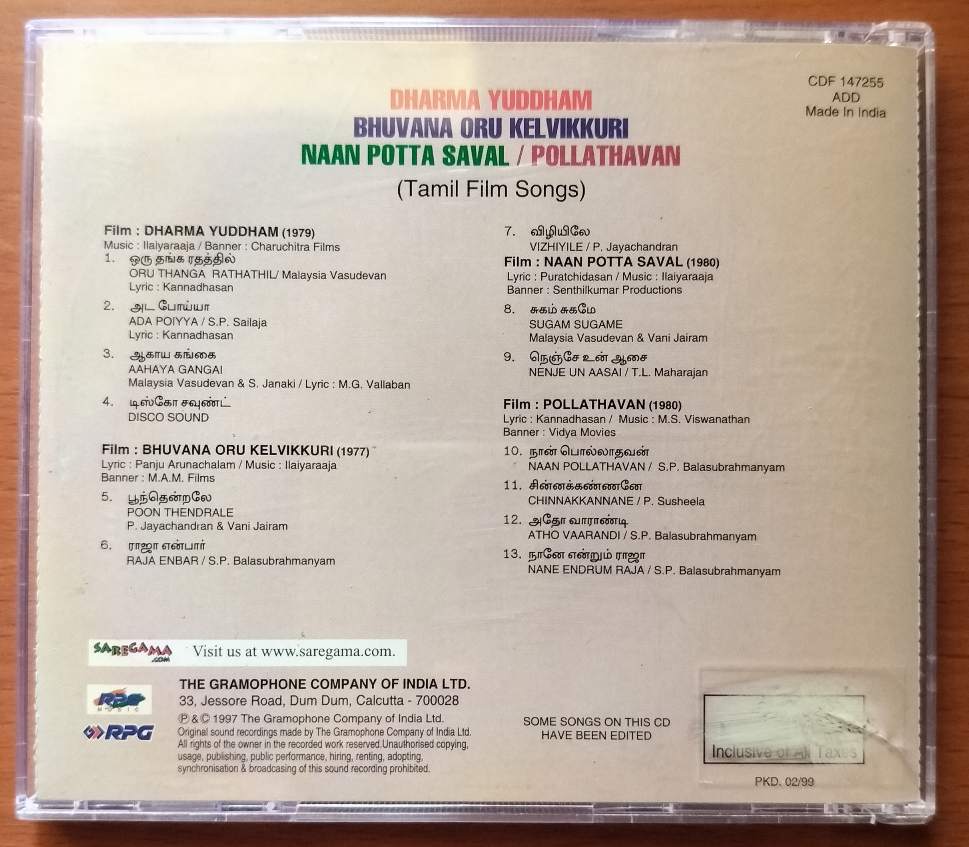 CDF 147255
ADD
Made In India
DHARMA YUDDHAM
BHUVANA ORU KELVIKKURI
NAAN POTTA SAVAL / POLLATHAVAN
(Tamil Film Songs)
Film : DHARMA YUDDHAM (1979)
Music : Ilaiyaraaja / Banner : Charuchitra Films
1. ஒரு தங்க ரதத்தில்
ORU THANGA RATHATHIL/ Malaysia Vasudevan
Lyric : Kannadhasan
2. அட போய்யா
ADA POIYYA / S.P. Sailaja
Lyric : Kannadhasan
3. ஆகாய கங்கை
AAHAYA GANGAI
Malaysia Vasudevan & S. Janaki / Lyric : M.G. Vallaban
4. டிஸ்கோ சவுண்ட்
DISCO SOUND
Film : BHUVANA ORU KELVIKKURI (1977)
Lyric : Panju Arunachalam / Music : Ilaiyaraaja
Banner : M.A.M. Films
5. பூந்தென்றலே
POON THENDRALE
P. Jayachandran & Vani Jairam
6. ராஜா என்பார்
RAJA ENBAR / S.P. Balasubrahmanyam
7. விழியிலே
VIZHIYILE / P. Jayachandran
Film : NAAN POTTA SAVAL (1980)
Lyric : Puratchidasan / Music : Ilaiyaraaja
Banner : Senthilkumar Productions
8. சுகம் சுகமே
SUGAM SUGAME
Malaysia Vasudevan & Vani Jairam
9. நெஞ்சே உன் ஆசை
NENJE UN AASAI / T.L. Maharajan
Film : POLLATHAVAN (1980)
Lyric : Kannadhasan / Music : M.S. Viswanathan
Banner : Vidya Movies
10. நான் பொல்லாதவன்
NAAN POLLATHAVAN / S.P. Balasubrahmanyam
11. சின்னக்கண்ணனே
CHINNAKKANNANE / P. Susheela
12. அதோ வாராண்டி
ATHO VAARANDI / S.P. Balasubramanyam
13. நானே என்றும் ராஜா
NANE ENDRUM RAJA / S.P. Balasubramanyam
SAREGAMA
.COM
Visit us at www.saregama.com.
RPG
MUSIC
RPG
THE GRAMOPHONE COMPANY OF INDIA LTD.
33, Jessore Road, Dum Dum, Calcutta - 700028
℗ & © 1997 The Gramophone Company of India Ltd.
Original sound recordings made by The Gramophone Company of India Ltd.
All rights of the owner in the recorded work reserved.Unauthorised copying,
usage, publishing, public performance, hiring, renting, adopting,
synchronisation & broadcasting of this sound recording prohibited.
SOME SONGS ON THIS CD
HAVE BEEN EDITED
Inclusive of All Taxes
PKD. 02/99